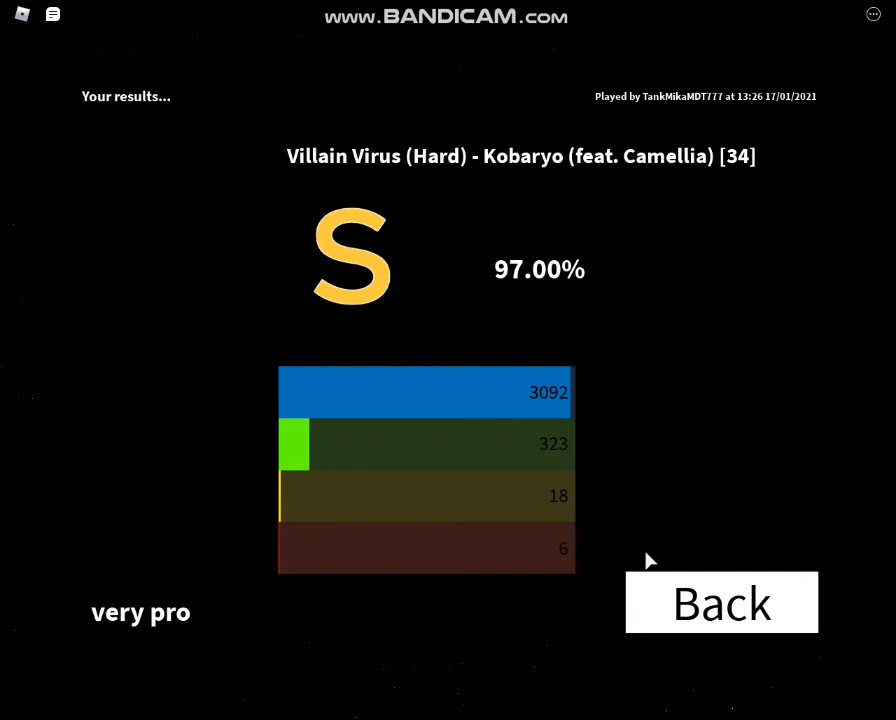 www.BANDICAM.com
Your results...
Played by TankMikaMDT777 at 13:26 17/01/2021
Villain Virus (Hard) - Kobaryo (feat. Camellia) [34]
S
97.00%
3092
323
18
6
very pro
Back